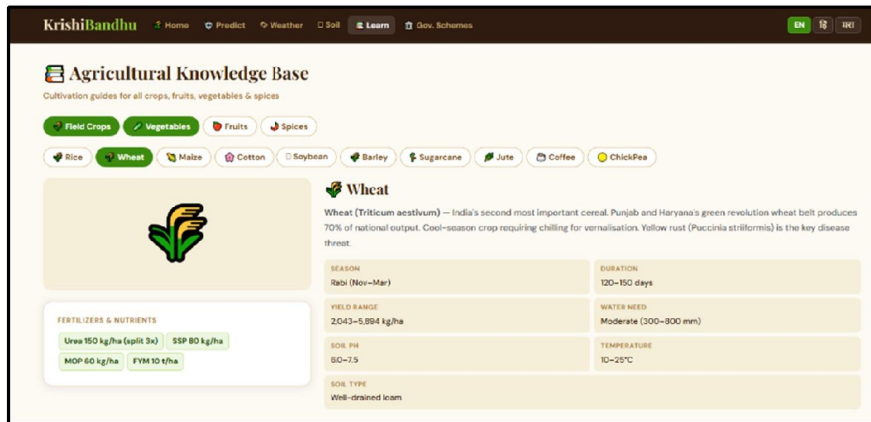 KrishiBandhu Home Predict Weather Soil Learn Gov. Schemes EN हि मरा
Agricultural Knowledge Base
Cultivation guides for all crops, fruits, vegetables & spices
Field Crops Vegetables Fruits Spices
Rice Wheat Maize Cotton Soybean Barley Sugarcane Jute Coffee ChickPea
Wheat
Wheat (Triticum aestivum) — India's second most important cereal. Punjab and Haryana's green revolution wheat belt produces
70% of national output. Cool-season crop requiring chilling for vernalisation. Yellow rust (Puccinia striiformis) is the key disease
threat.
SEASON
Rabi (Nov–Mar)
DURATION
120–150 days
YIELD RANGE
2,043–5,894 kg/ha
WATER NEED
Moderate (300–800 mm)
SOIL PH
6.0–7.5
TEMPERATURE
10–25°C
SOIL TYPE
Well-drained loam
FERTILIZERS & NUTRIENTS
Urea 150 kg/ha (split 3x) SSP 80 kg/ha
MOP 60 kg/ha FYM 10 t/ha